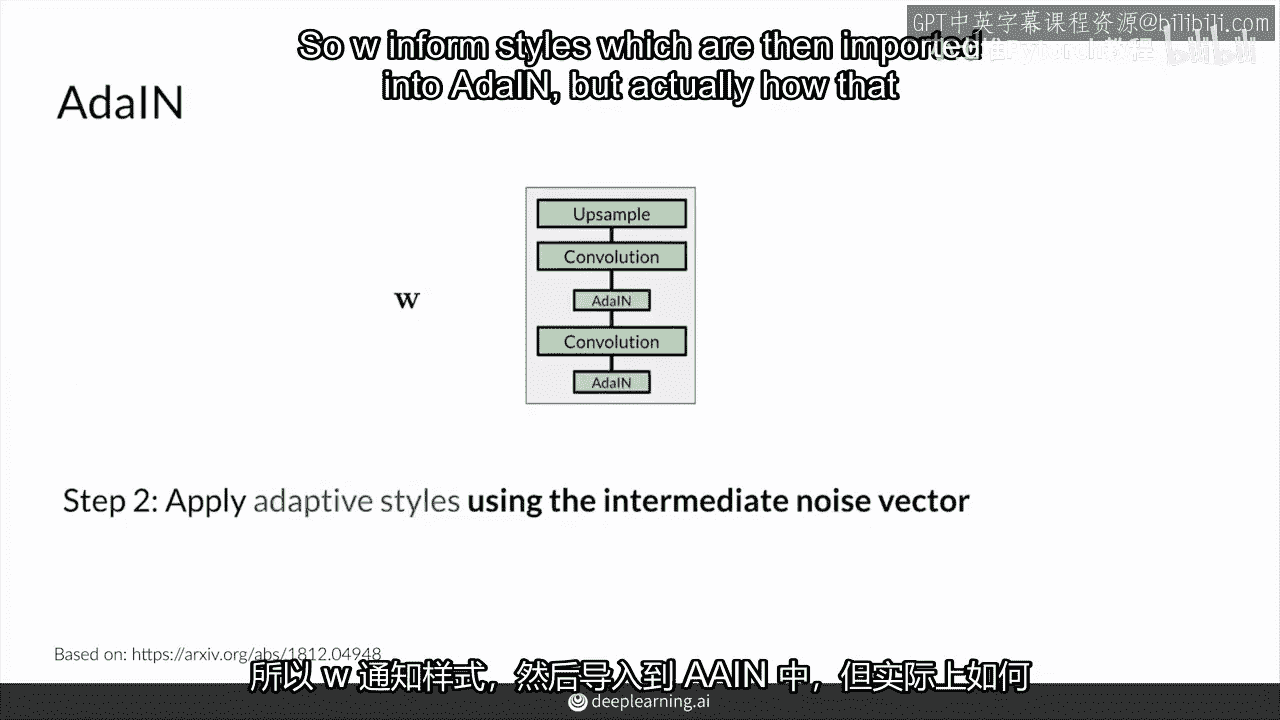 GPT中英字幕课程资源@bilibili.com
So w inform styles which are then imported
into AdaIN, but actually how that
AdaIN
Upsample
Convolution
AdaIN
Convolution
AdaIN
w
Step 2: Apply adaptive styles using the intermediate noise vector
Based on: https://arxiv.org/abs/1812.04948
所以 w 通知样式，然后导入到 AAIN 中，但实际上如何
deeplearning.ai